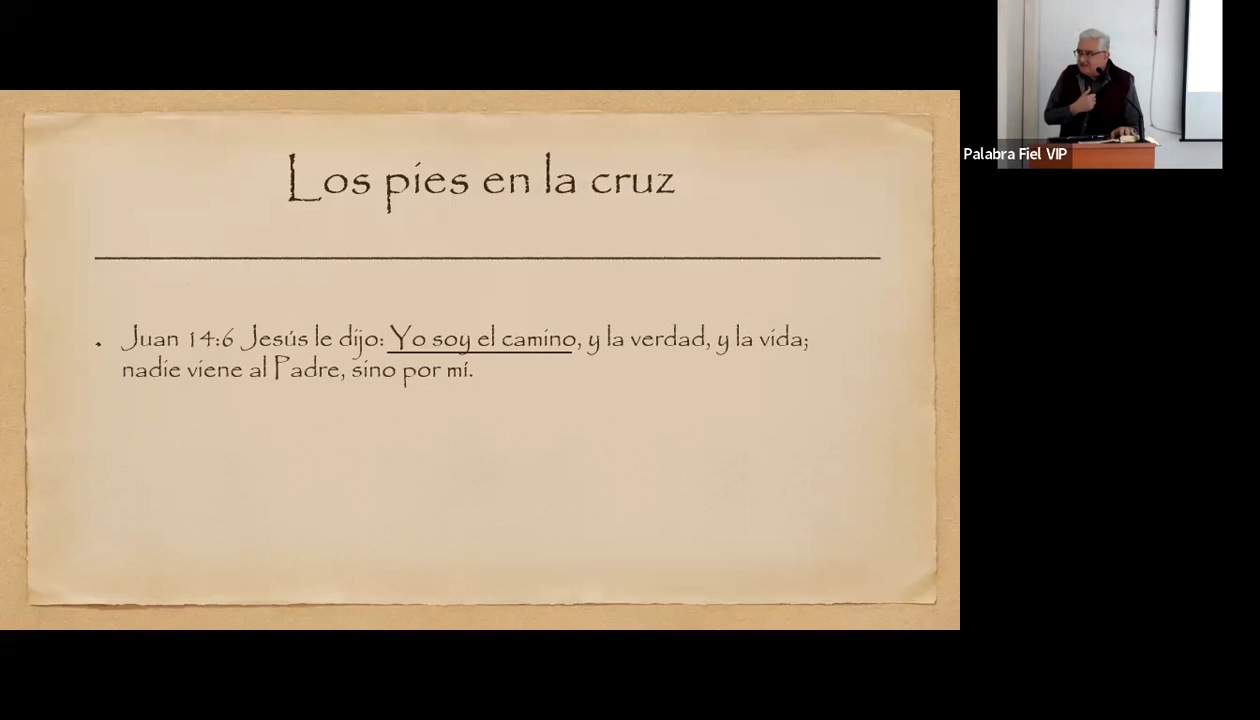 Los pies en la cruz
Juan 14:6 Jesús le dijo: Yo soy el camino, y la verdad, y la vida;
nadie viene al Padre, sino por mí.
Palabra Fiel VIP